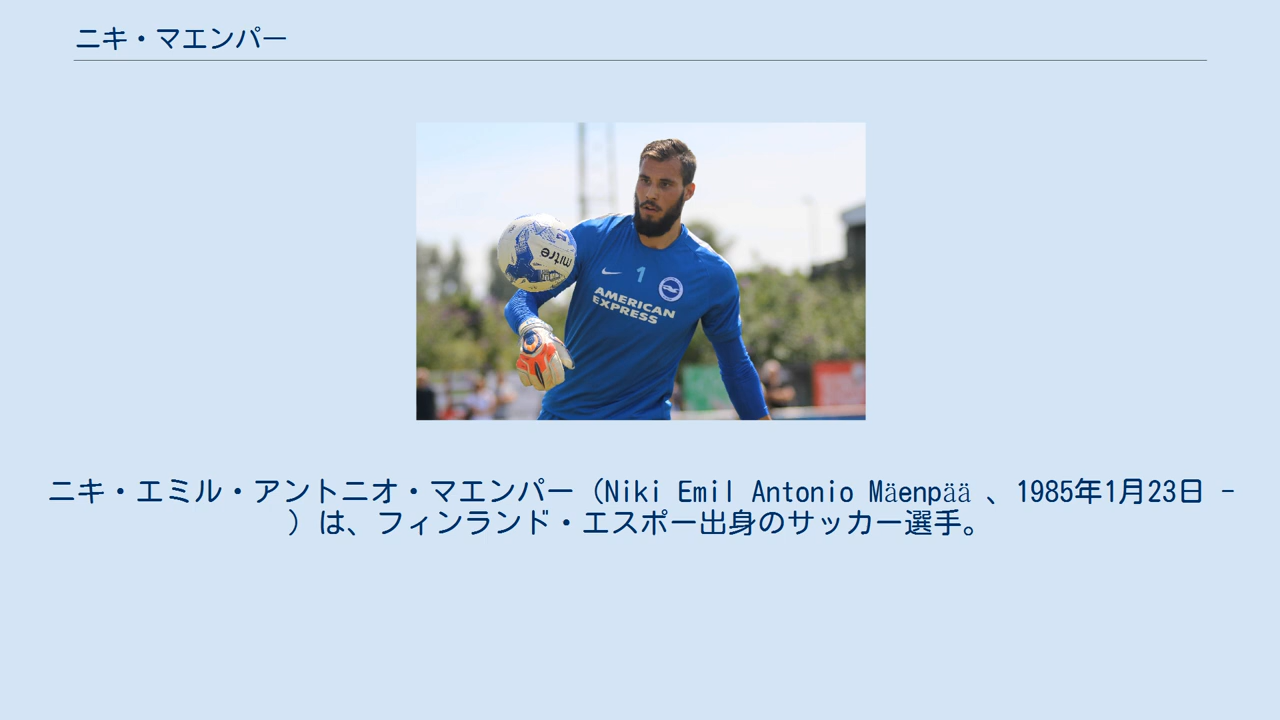 ニキ・マエンパー
mitre
1
AMERICAN
EXPRESS
ニキ・エミル・アントニオ・マエンパー（Niki Emil Antonio Mäenpää 、1985年1月23日 -
）は、フィンランド・エスポー出身のサッカー選手。